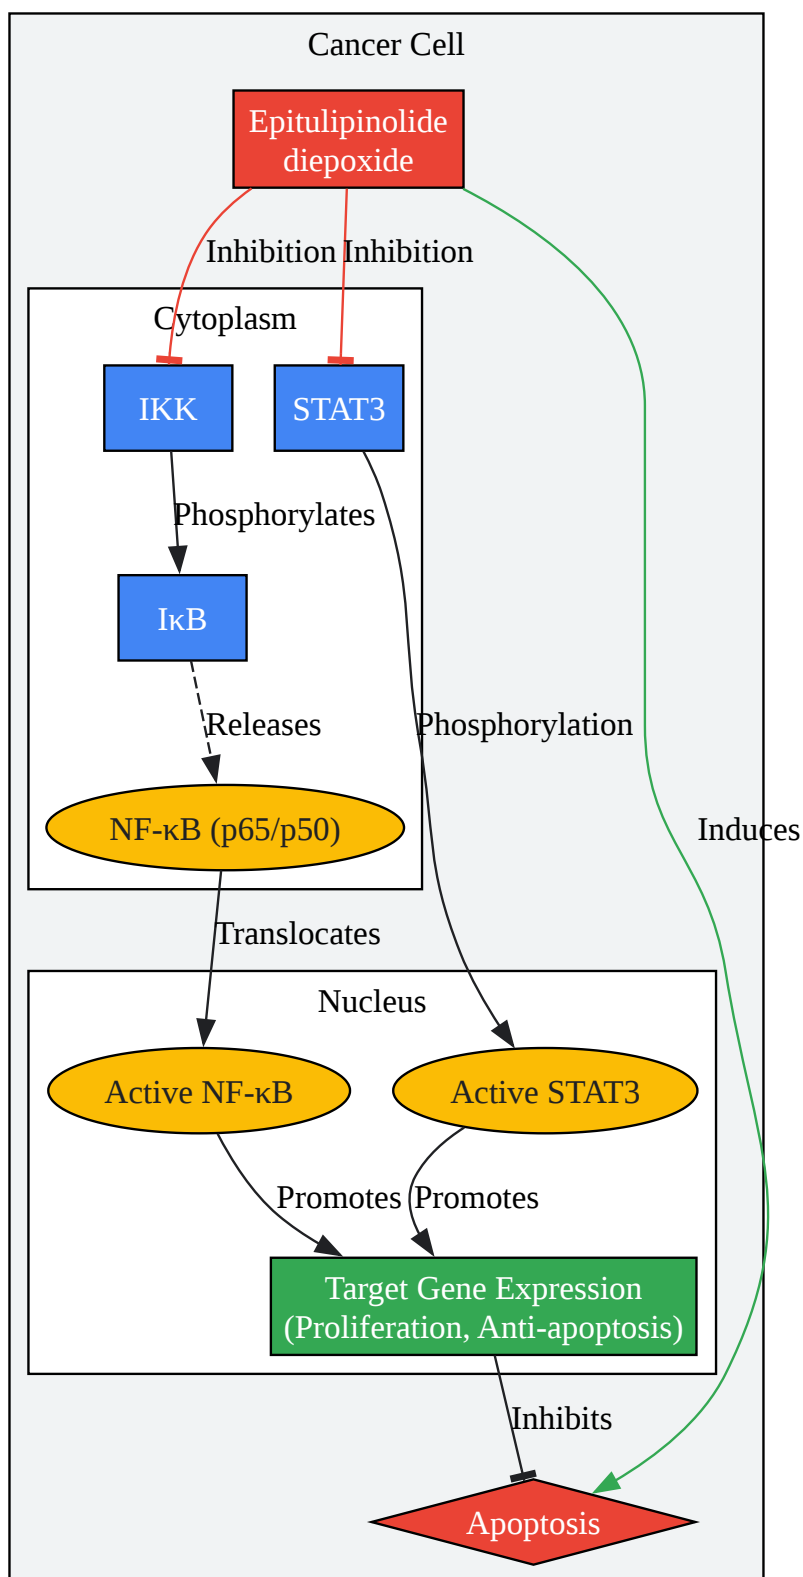 Cancer Cell
Epitulipinolide
diepoxide
Inhibition
Inhibition
Cytoplasm
IKK
STAT3
Phosphorylates
IκB
Releases
Phosphorylation
NF-κB (p65/p50)
Induces
Translocates
Nucleus
Active NF-κB
Active STAT3
Promotes
Promotes
Target Gene Expression
(Proliferation, Anti-apoptosis)
Inhibits
Apoptosis